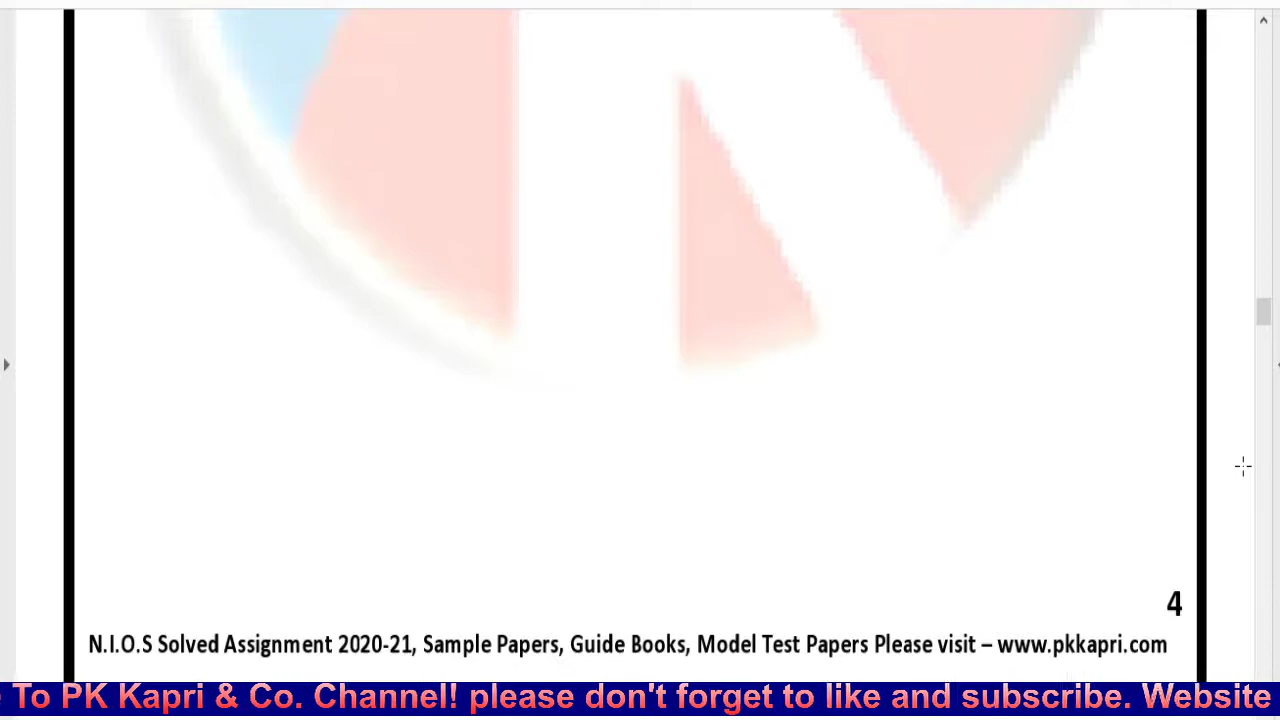 4
N.I.O.S Solved Assignment 2020-21, Sample Papers, Guide Books, Model Test Papers Please visit – www.pkkapri.com
To PK Kapri & Co. Channel! please don't forget to like and subscribe. Website